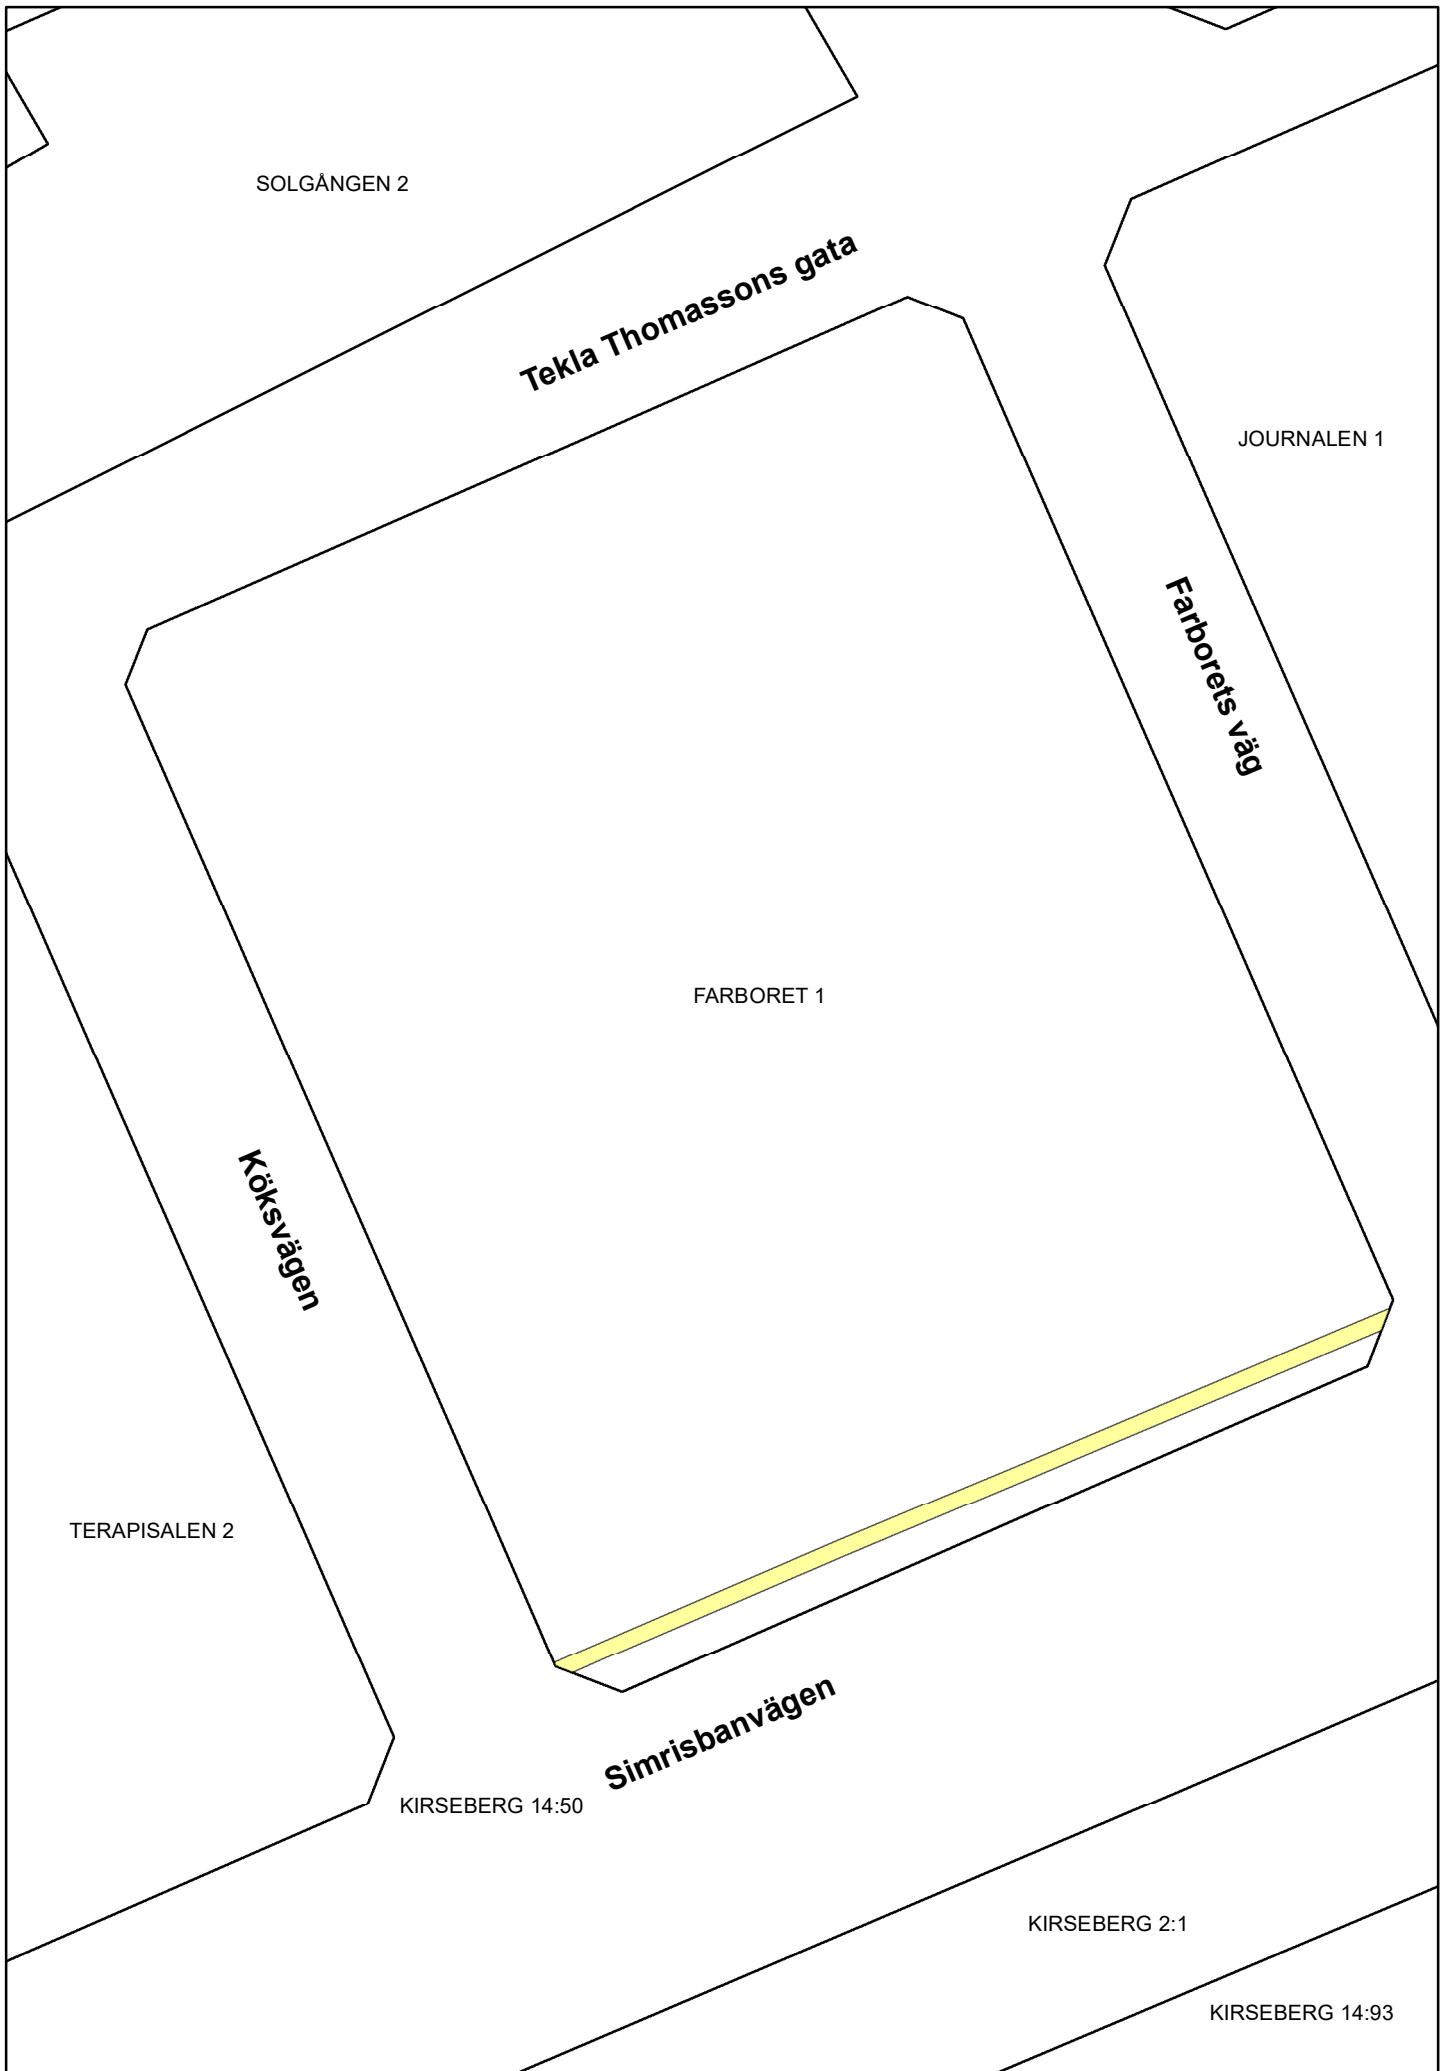 SOLGÅNGEN 2
Tekla Thomassons gata
JOURNALEN 1
Farborets väg
FARBORET 1
Köksvägen
TERAPISALEN 2
Simrisbanvägen
KIRSEBERG 14:50
KIRSEBERG 2:1
KIRSEBERG 14:93